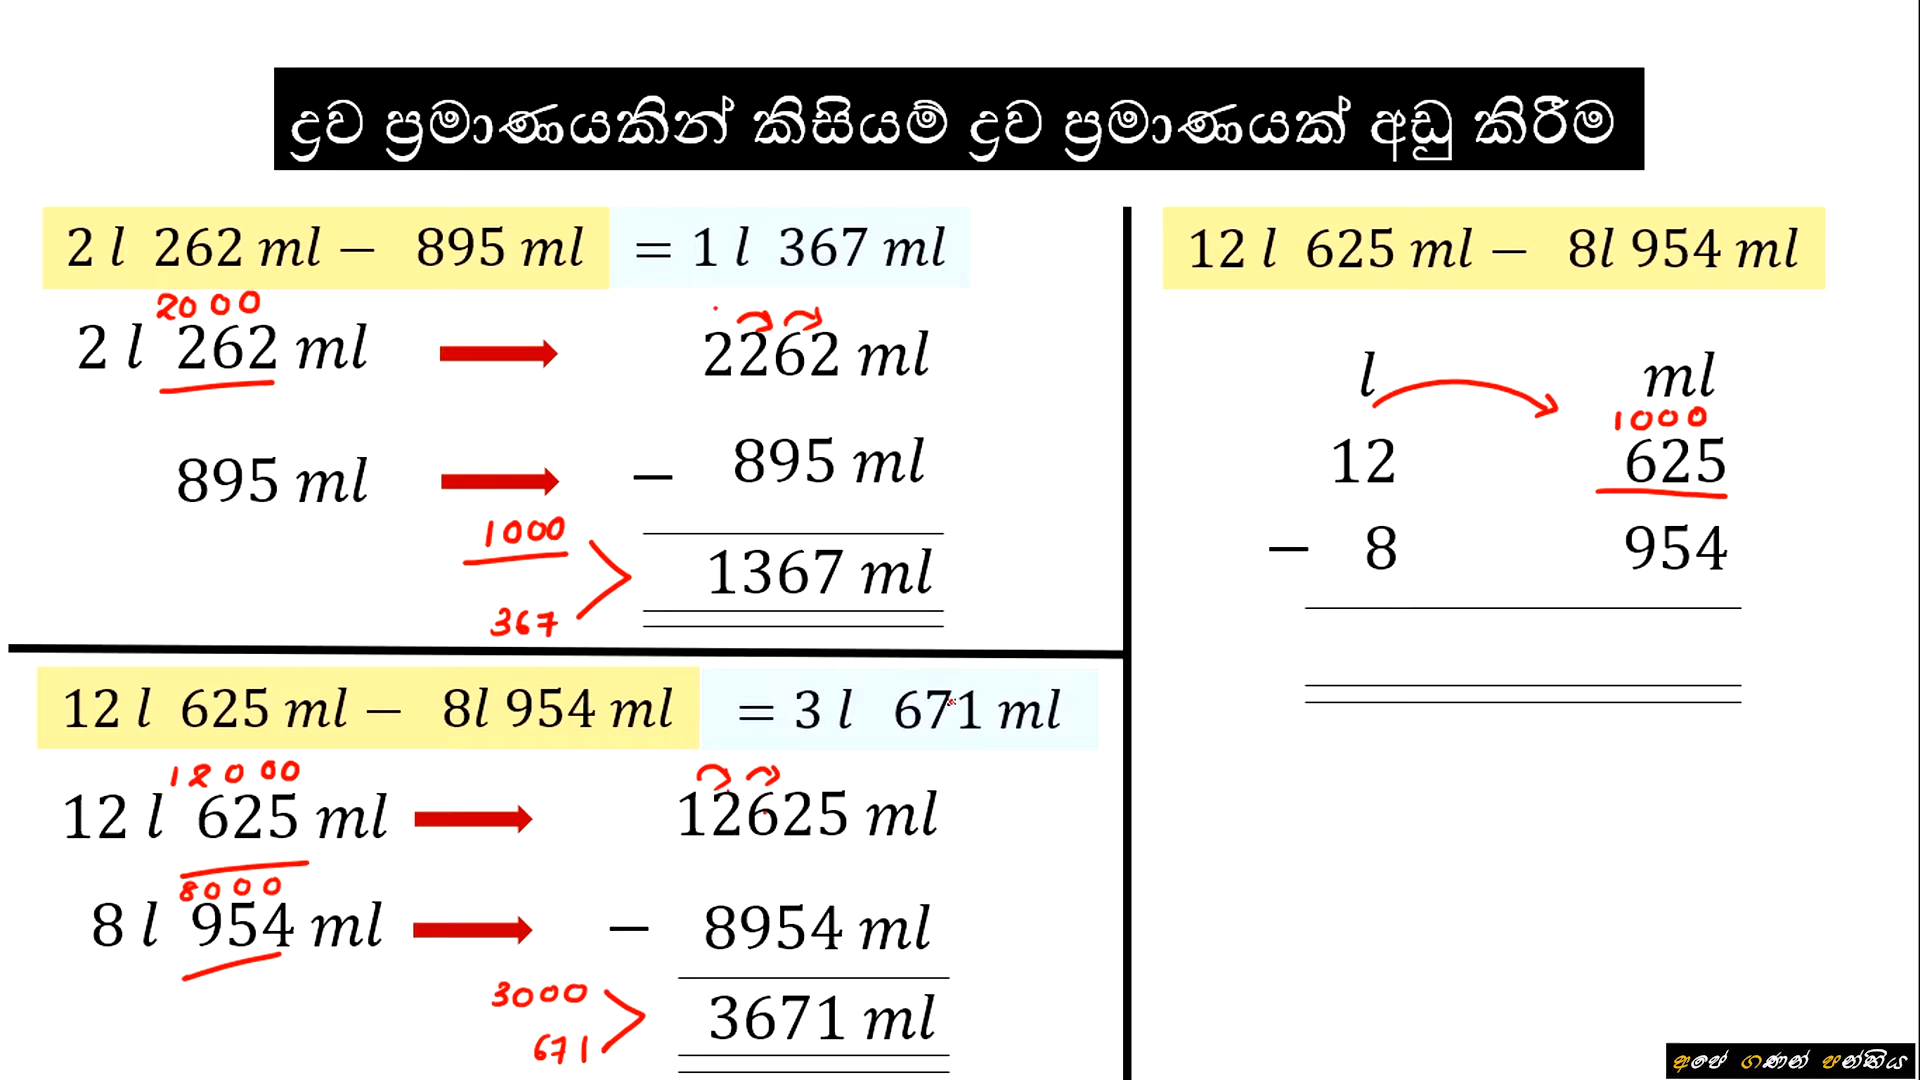 ද්‍රව ප්‍රමාණයකින් කිසියම් ද්‍රව ප්‍රමාණයක් අඩු කිරීම
2 l 262 ml − 895 ml = 1 l 367 ml
2000
2 l 262 ml 2262 ml
895 ml − 895 ml
1000
1367 ml
367
12 l 625 ml − 8l 954 ml = 3 l 671 ml
12000
12 l 625 ml 12625 ml
8000
8 l 954 ml − 8954 ml
3000
3671 ml
671
12 l 625 ml − 8l 954 ml
l ml
1000
12 625
− 8 954
අපේ ගණන් පන්තිය